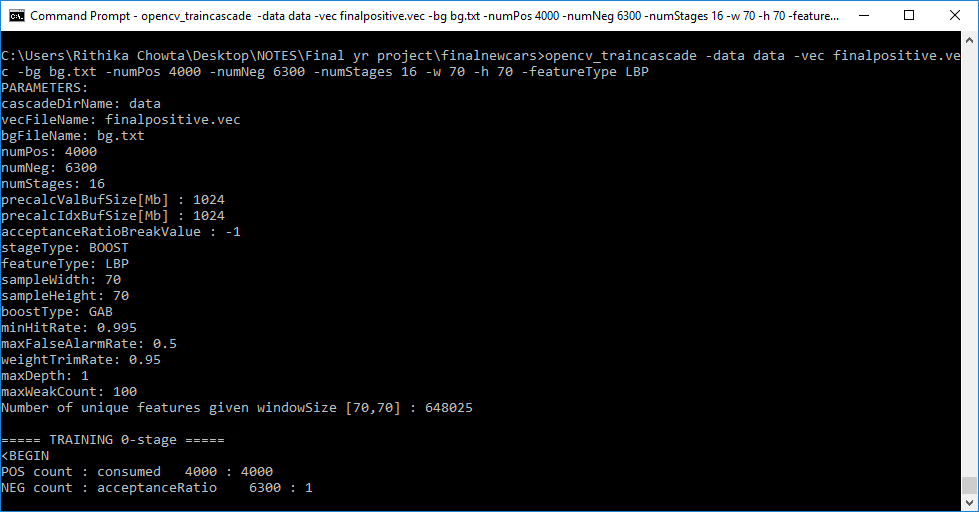 Command Prompt - opencv_traincascade  -data data -vec finalpositive.vec -bg bg.txt -numPos 4000 -numNeg 6300 -numStages 16 -w 70 -h 70 -feature...
C:\Users\Rithika Chowta\Desktop\NOTES\Final yr project\finalnewcars>opencv_traincascade -data data -vec finalpositive.ve
c -bg bg.txt -numPos 4000 -numNeg 6300 -numStages 16 -w 70 -h 70 -featureType LBP
PARAMETERS:
cascadeDirName: data
vecFileName: finalpositive.vec
bgFileName: bg.txt
numPos: 4000
numNeg: 6300
numStages: 16
precalcValBufSize[Mb] : 1024
precalcIdxBufSize[Mb] : 1024
acceptanceRatioBreakValue : -1
stageType: BOOST
featureType: LBP
sampleWidth: 70
sampleHeight: 70
boostType: GAB
minHitRate: 0.995
maxFalseAlarmRate: 0.5
weightTrimRate: 0.95
maxDepth: 1
maxWeakCount: 100
Number of unique features given windowSize [70,70] : 648025
===== TRAINING 0-stage =====
<BEGIN
POS count : consumed   4000 : 4000
NEG count : acceptanceRatio    6300 : 1